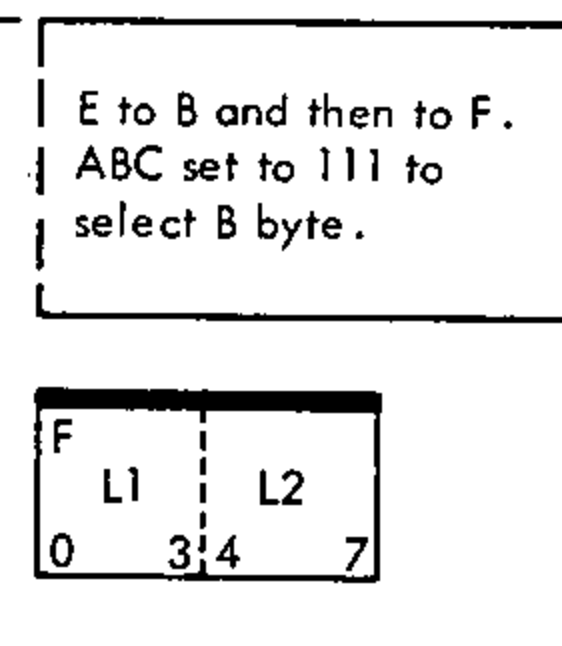 E to B and then to F.
ABC set to 111 to
select B byte.
F
L1 L2
0 3 4 7